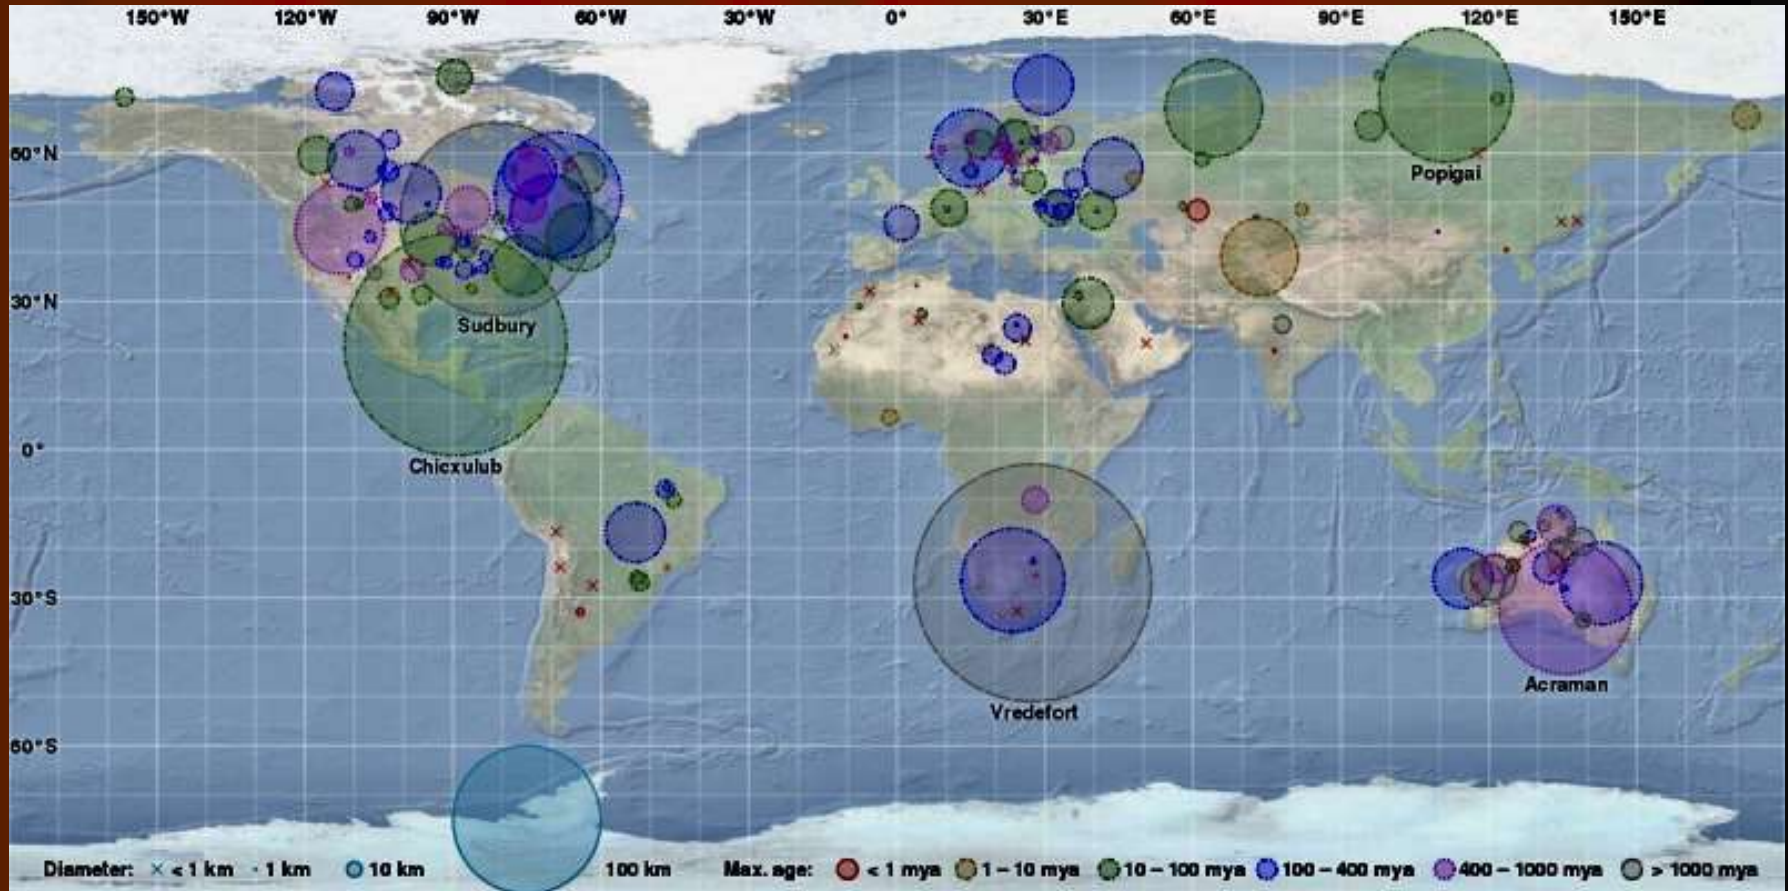 150°W 120°W 90°W 60°W 30°W 0° 30°E 60°E 90°E 120°E 150°E
60°N
Popigai
30°N
Sudbury
0°
Chicxulub
30°S
Acraman
Vredefort
60°S
Diameter: × < 1 km · 1 km 10 km 100 km Max. age: < 1 mya 1 – 10 mya 10 – 100 mya 100 – 400 mya 400 – 1000 mya > 1000 mya